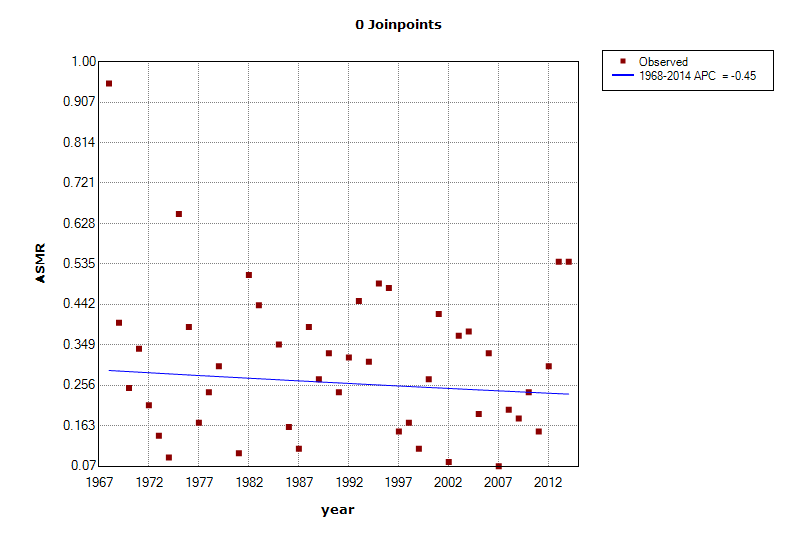 0 Joinpoints
Observed
1968-2014 APC  = -0.45
1.00
0.907
0.814
0.721
0.628
0.535
0.442
0.349
0.256
0.163
0.07
ASMR
1967 1972 1977 1982 1987 1992 1997 2002 2007 2012
year